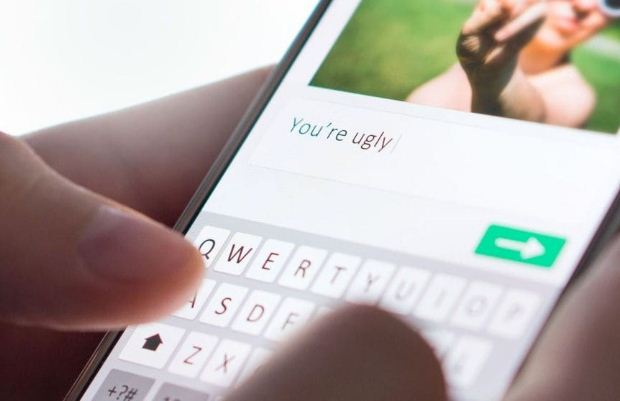 You're ugly
Q W E R T Y U I O P
A S D F
Z X
+?#